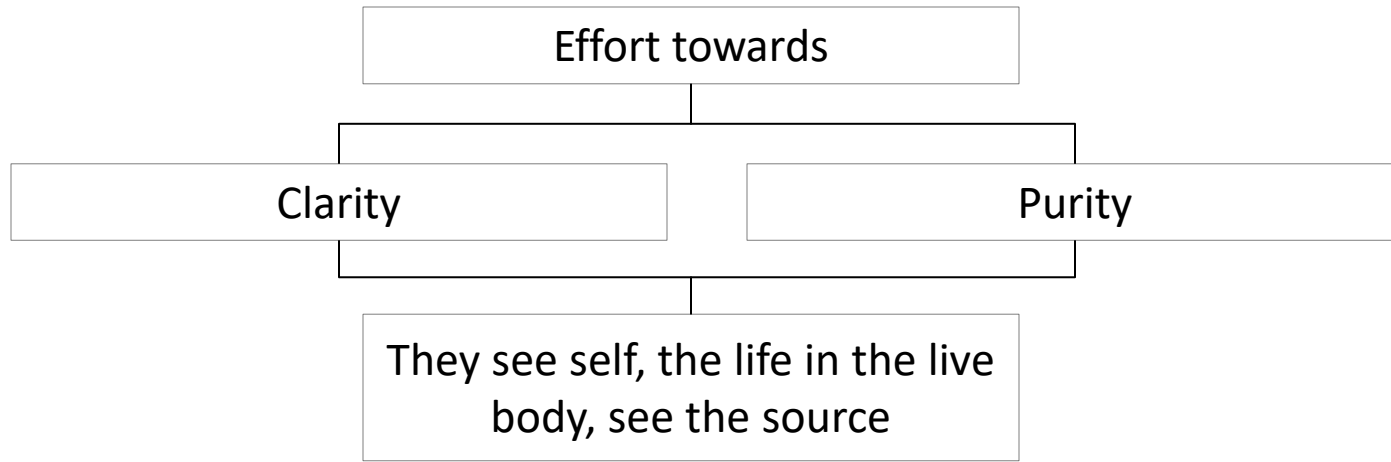 Effort towards
Clarity
Purity
They see self, the life in the live
body, see the source